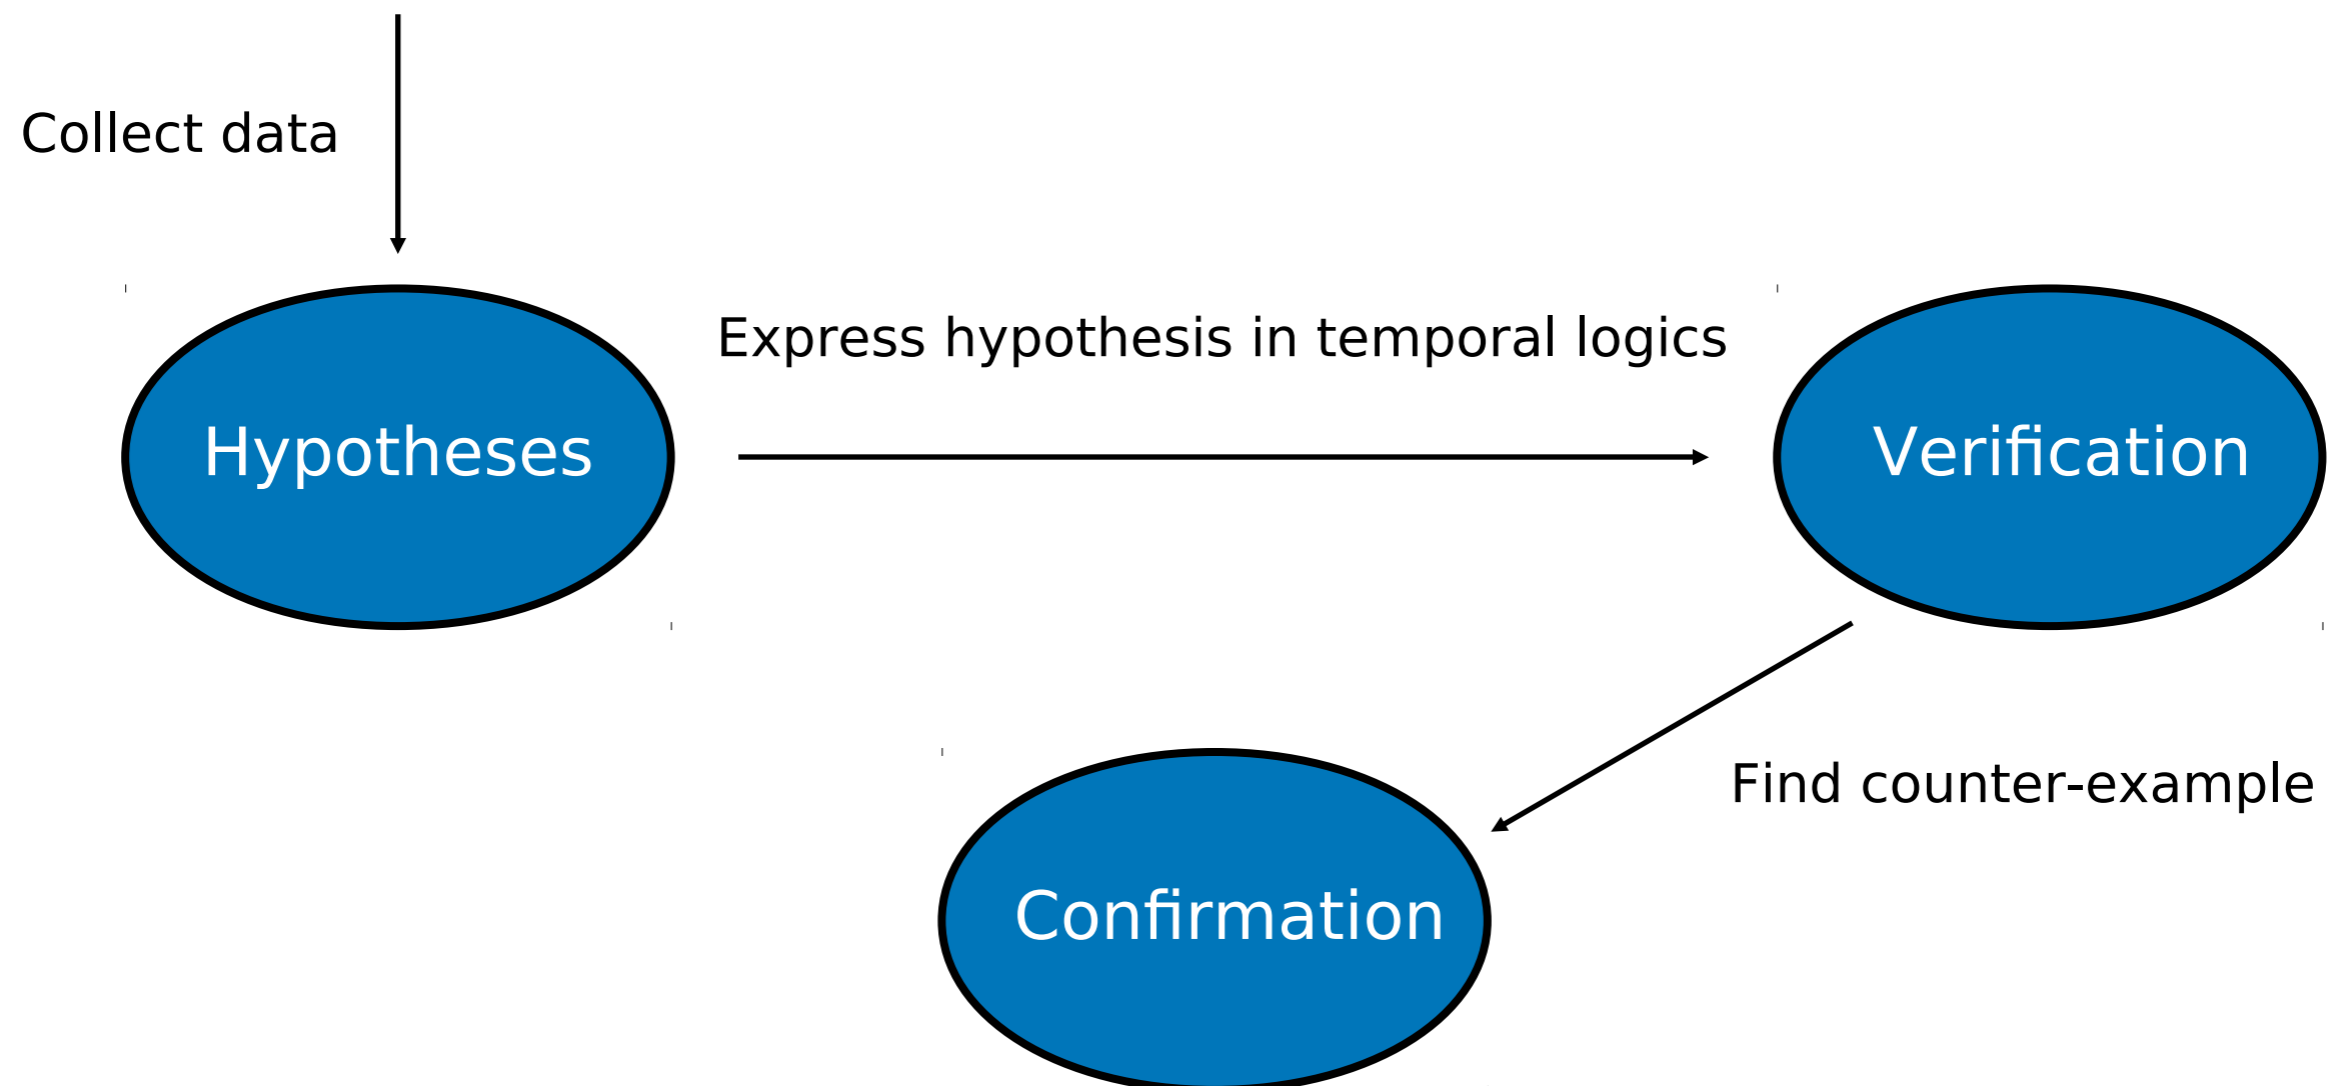 Collect data
Express hypothesis in temporal logics
Hypotheses
Verification
Find counter-example
Confirmation